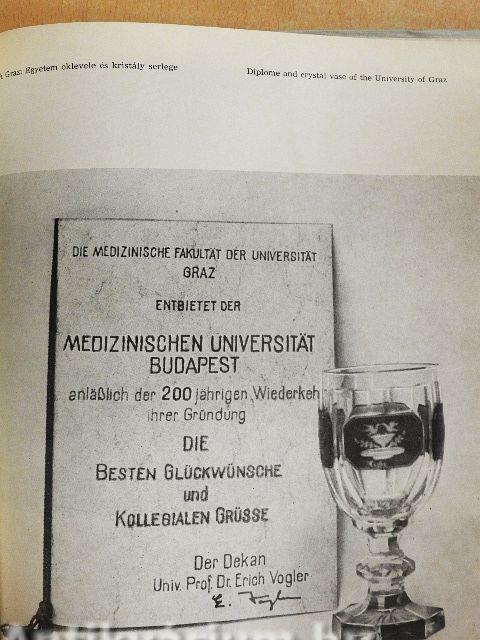 Graz: Egyetem oklevele és kristály serlege
Diplome and crystal vase of the University of Graz
DIE MEDIZINISCHE FAKULTÄT DER UNIVERSITÄT
GRAZ
ENTBIETET DER
MEDIZINISCHEN UNIVERSITÄT
BUDAPEST
anläßlich der 200 jährigen Wiederkeh
ihrer Gründung
DIE
BESTEN GLÜCKWÜNSCHE
und
KOLLEGIALEN GRÜSSE
Der Dekan
Univ. Prof. Dr. Erich Vogler
E. Vogler